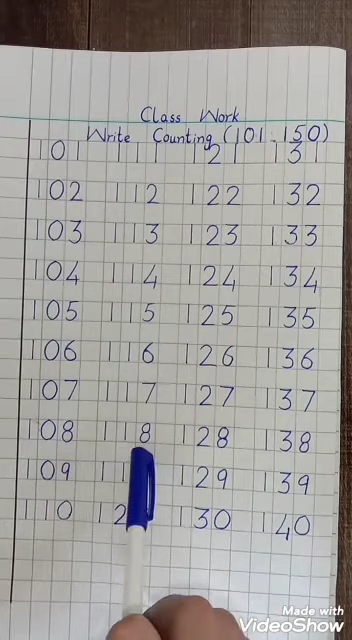 Class Work
Write Counting (101-150)
101 111 121 131
102 112 122 132
103 113 123 133
104 114 124 134
105 115 125 135
106 116 126 136
107 117 127 137
108 118 128 138
109 11 129 139
110 12 130 140
Made with
VideoShow